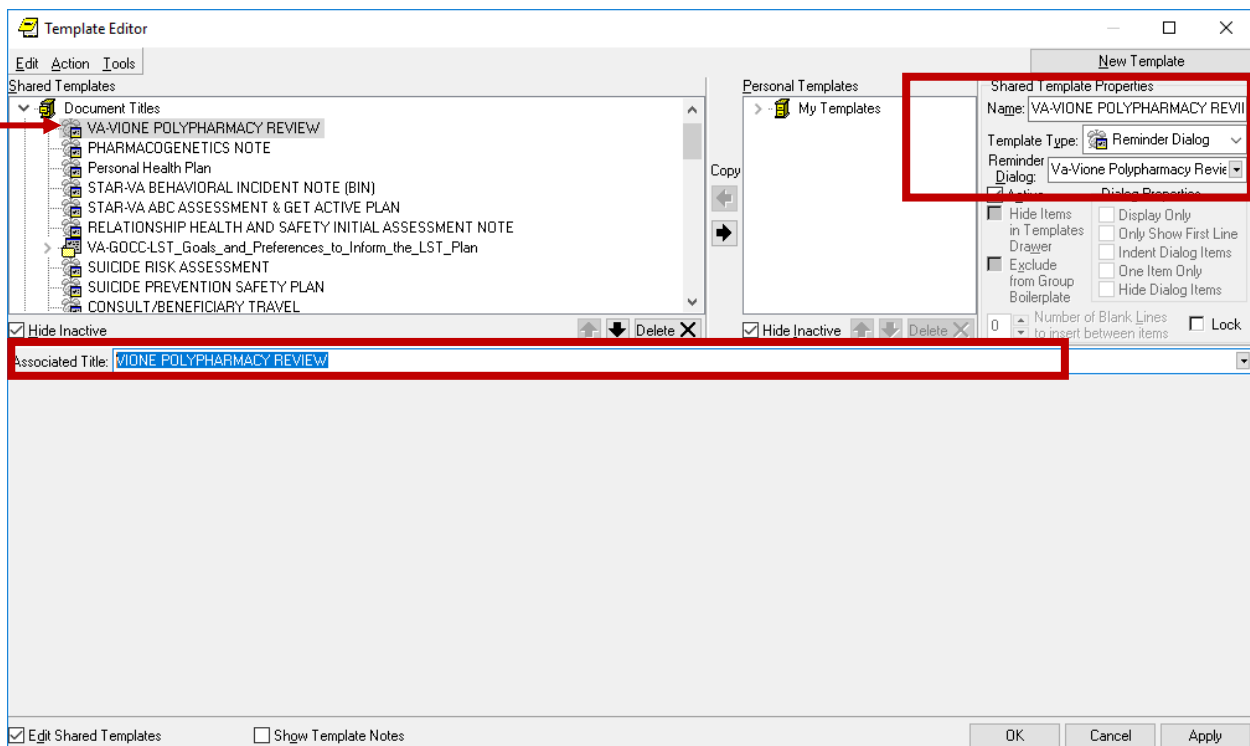 Template Editor
Edit Action Tools
New Template
Shared Templates
Document Titles
VA-VIONE POLYPHARMACY REVIEW
PHARMACOGENETICS NOTE
Personal Health Plan
STAR-VA BEHAVIORAL INCIDENT NOTE (BIN)
STAR-VA ABC ASSESSMENT & GET ACTIVE PLAN
RELATIONSHIP HEALTH AND SAFETY INITIAL ASSESSMENT NOTE
VA-GOCC-LST_Goals_and_Preferences_to_Inform_the_LST_Plan
SUICIDE RISK ASSESSMENT
SUICIDE PREVENTION SAFETY PLAN
CONSULT/BENEFICIARY TRAVEL
Hide Inactive
Delete
Copy
Personal Templates
My Templates
Hide Inactive
Delete
Shared Template Properties
Name: VA-VIONE POLYPHARMACY REVII
Template Type: Reminder Dialog
Reminder
Dialog: Va-Vione Polypharmacy Revie
Active
Dialog Properties
Hide Items
in Templates
Drawer
Exclude
from Group
Boilerplate
Display Only
Only Show First Line
Indent Dialog Items
One Item Only
Hide Dialog Items
0 Number of Blank Lines
to insert between items
Lock
Associated Title: VIONE POLYPHARMACY REVIEW
Edit Shared Templates
Show Template Notes
OK
Cancel
Apply